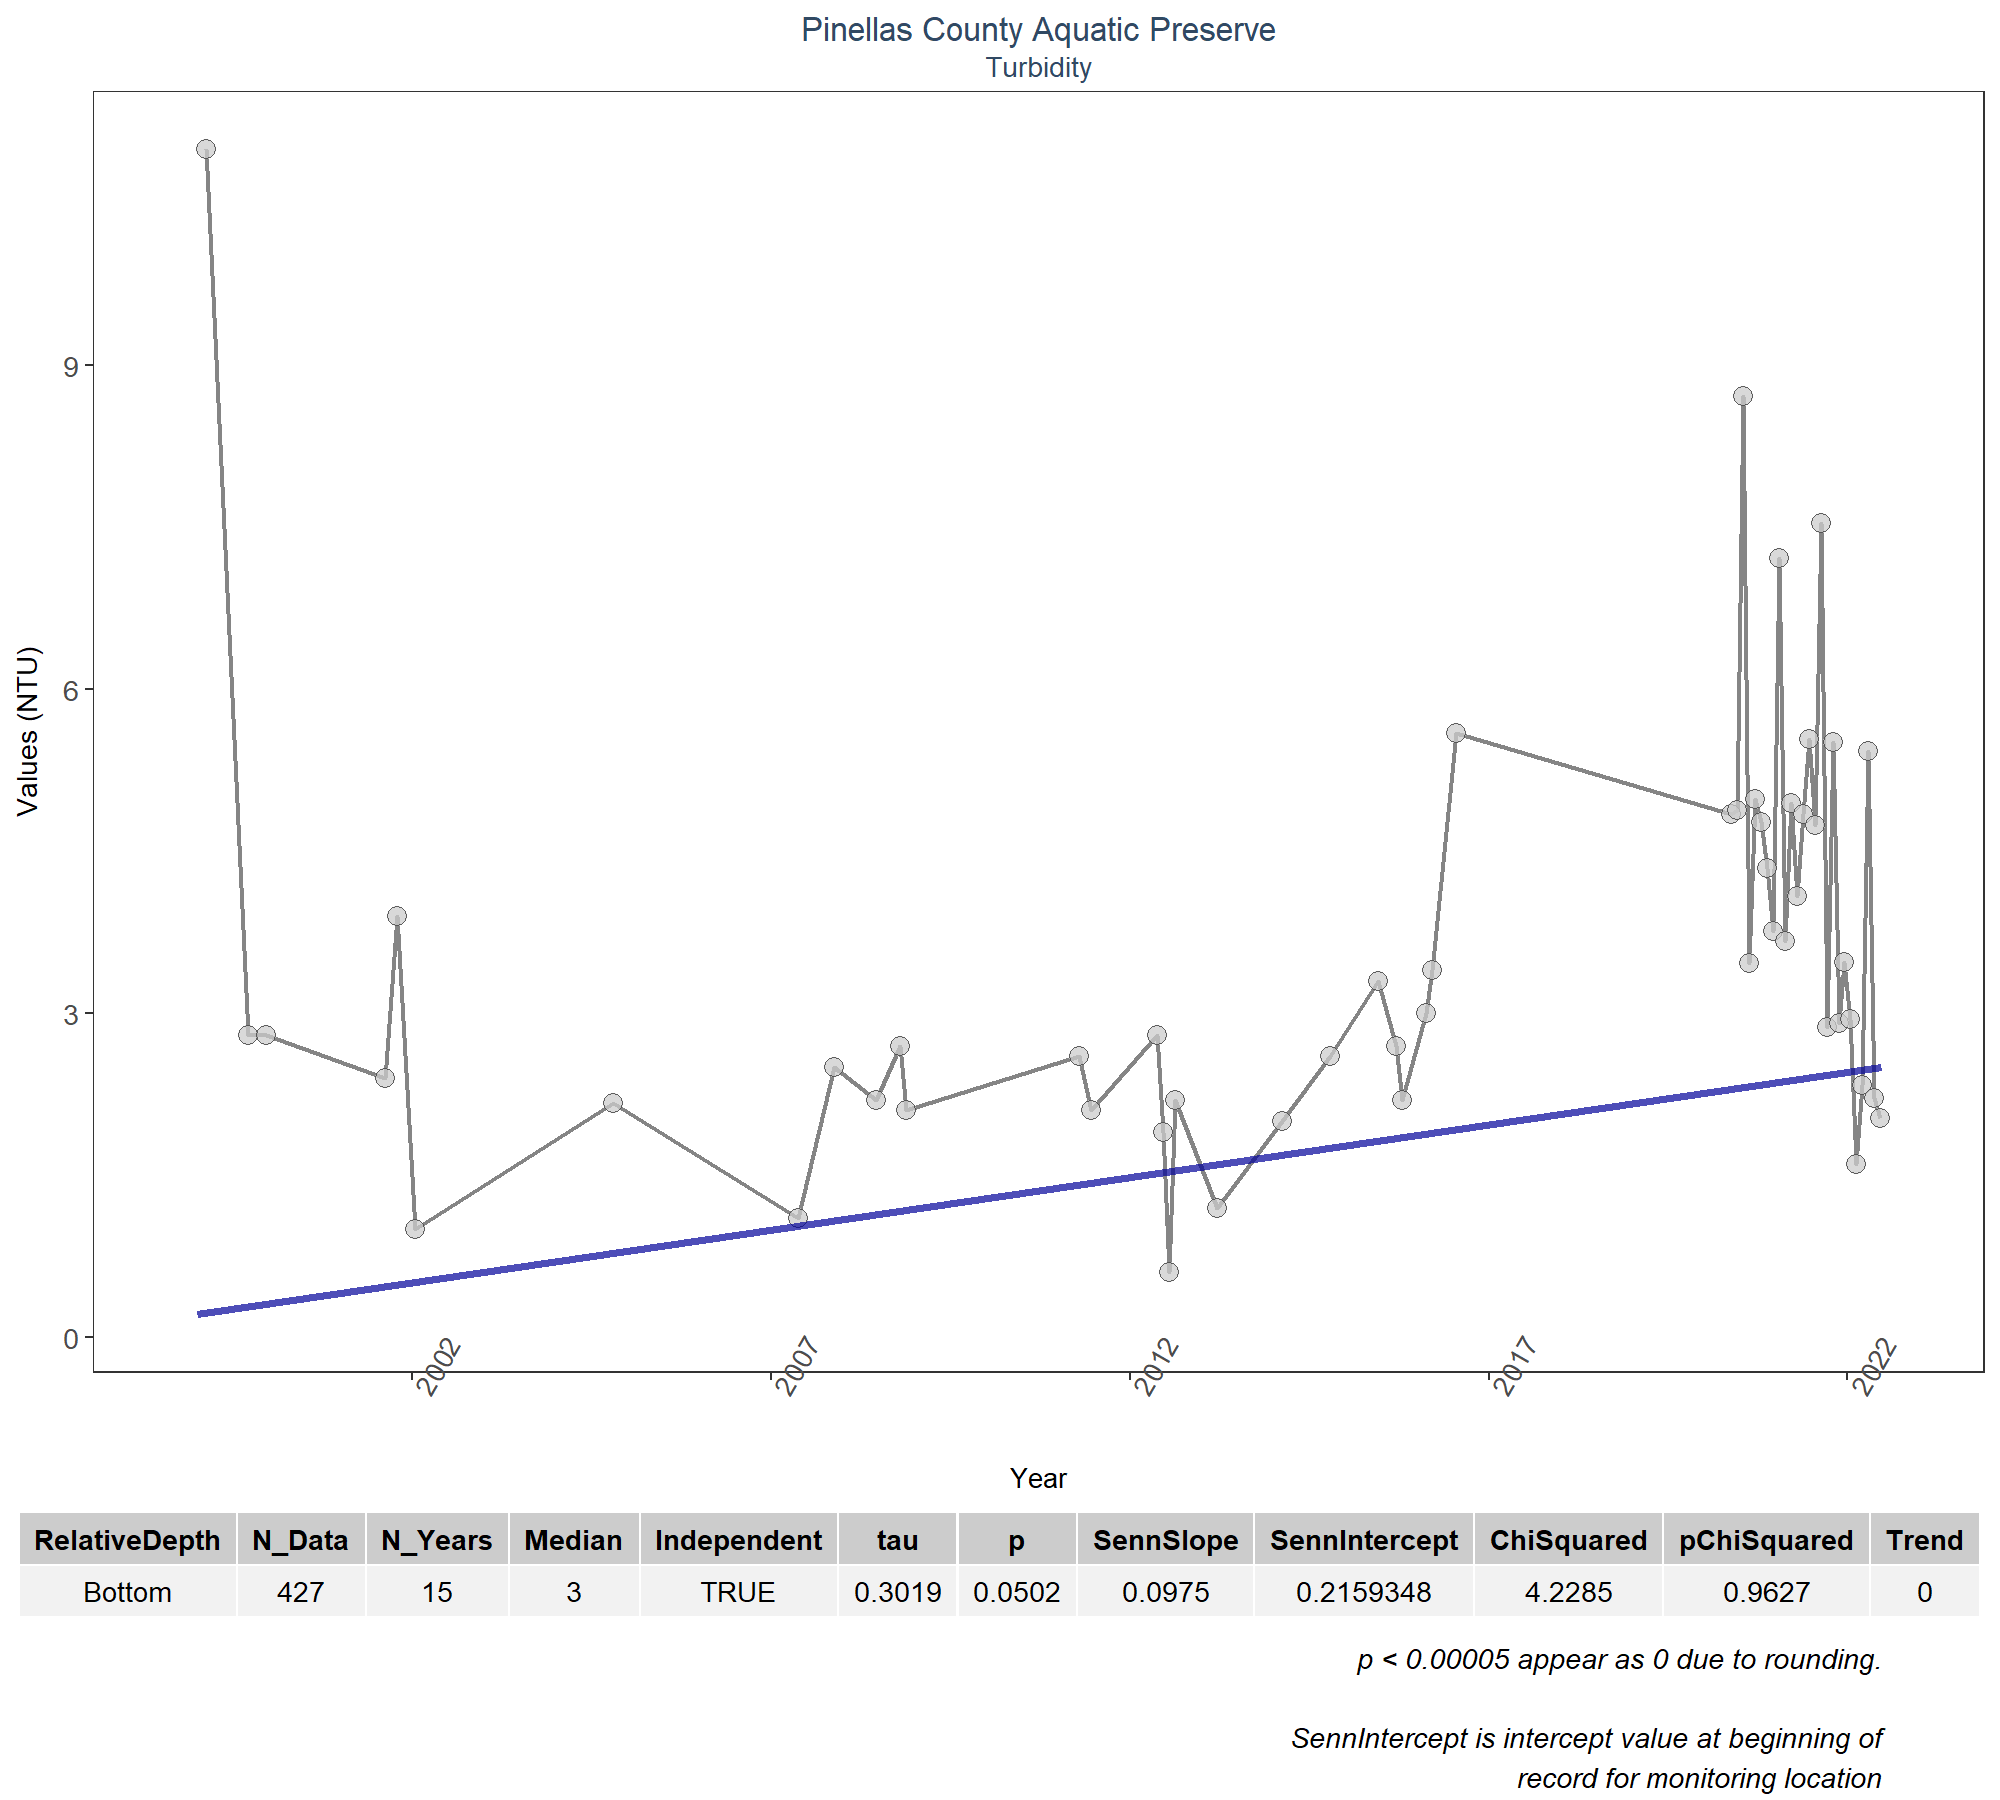 Pinellas County Aquatic Preserve
Turbidity
Values (NTU)
9
6
3
0
2002 2007 2012 2017 2022
Year
RelativeDepth N_Data N_Years Median Independent tau p SennSlope SennIntercept ChiSquared pChiSquared Trend
Bottom 427 15 3 TRUE 0.3019 0.0502 0.0975 0.2159348 4.2285 0.9627 0
p < 0.00005 appear as 0 due to rounding.
SennIntercept is intercept value at beginning of
record for monitoring location